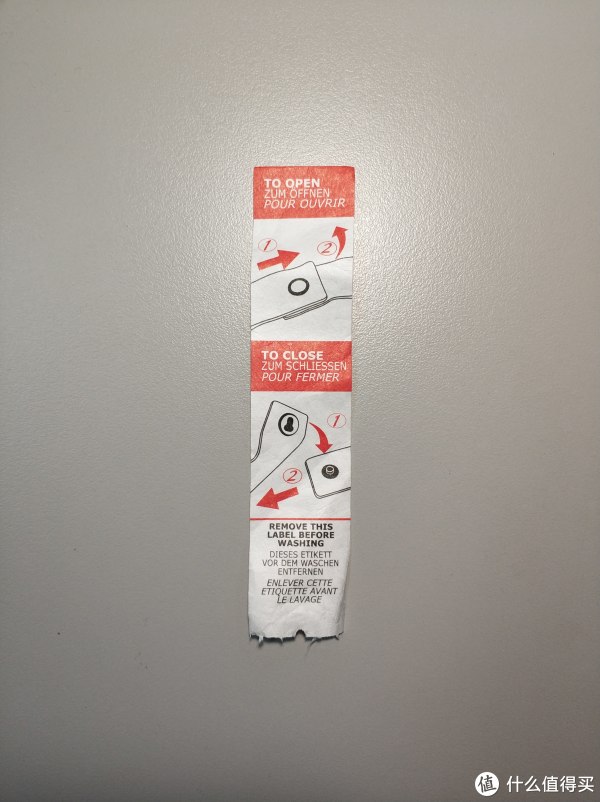 TO OPEN
ZUM ÖFFNEN
POUR OUVRIR
1
2
TO CLOSE
ZUM SCHLIESSEN
POUR FERMER
1
2
REMOVE THIS
LABEL BEFORE
WASHING
DIESES ETIKETT
VOR DEM WASCHEN
ENTFERNEN
ENLEVER CETTE
ETIQUETTE AVANT
LE LAVAGE
值 什么值得买